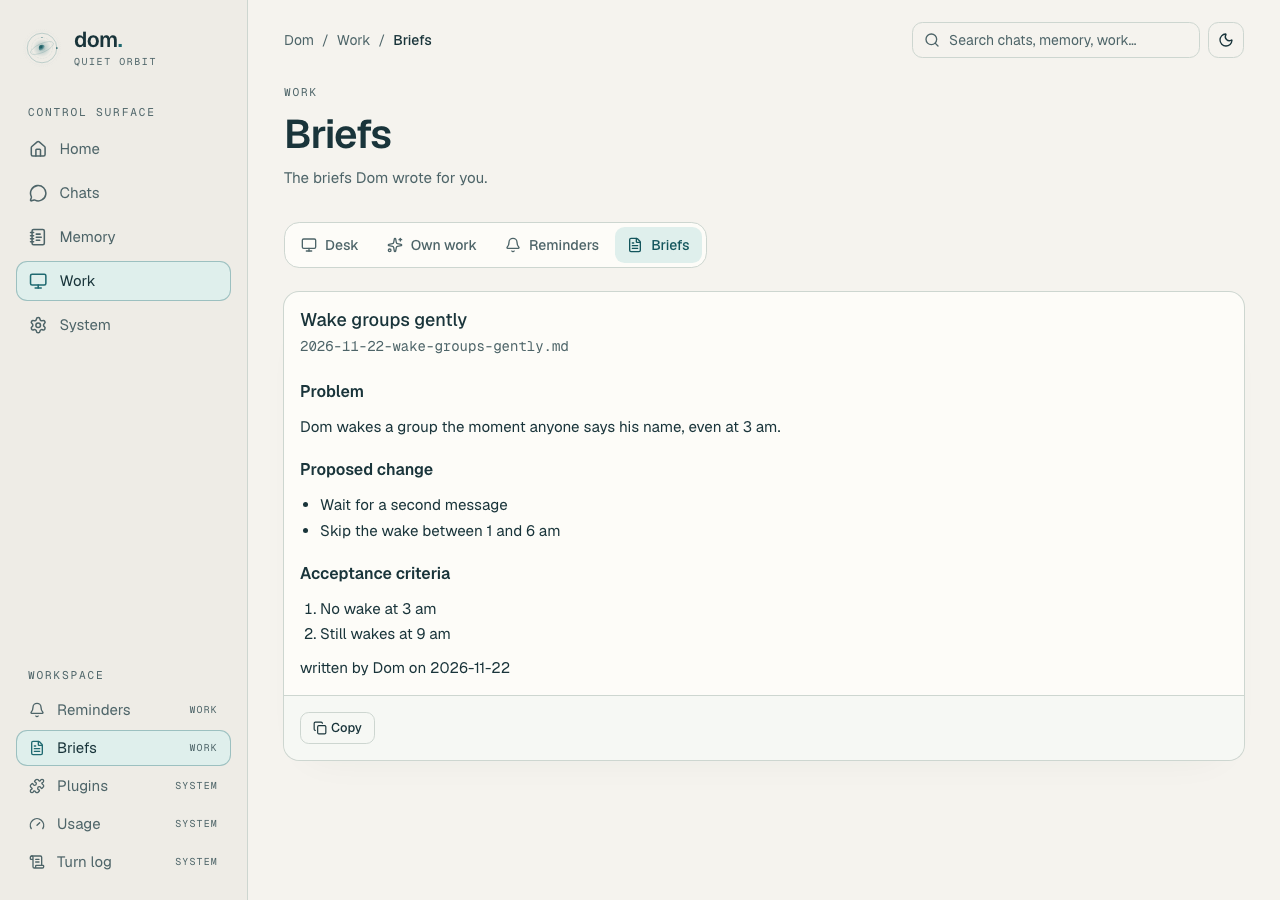 dom.
QUIET ORBIT
CONTROL SURFACE
Home
Chats
Memory
Work
System
WORKSPACE
Reminders WORK
Briefs WORK
Plugins SYSTEM
Usage SYSTEM
Turn log SYSTEM
Dom / Work / Briefs
Search chats, memory, work…
WORK
Briefs
The briefs Dom wrote for you.
Desk Own work Reminders Briefs
Wake groups gently
2026-11-22-wake-groups-gently.md
Problem
Dom wakes a group the moment anyone says his name, even at 3 am.
Proposed change
• Wait for a second message
• Skip the wake between 1 and 6 am
Acceptance criteria
1. No wake at 3 am
2. Still wakes at 9 am
written by Dom on 2026-11-22
Copy